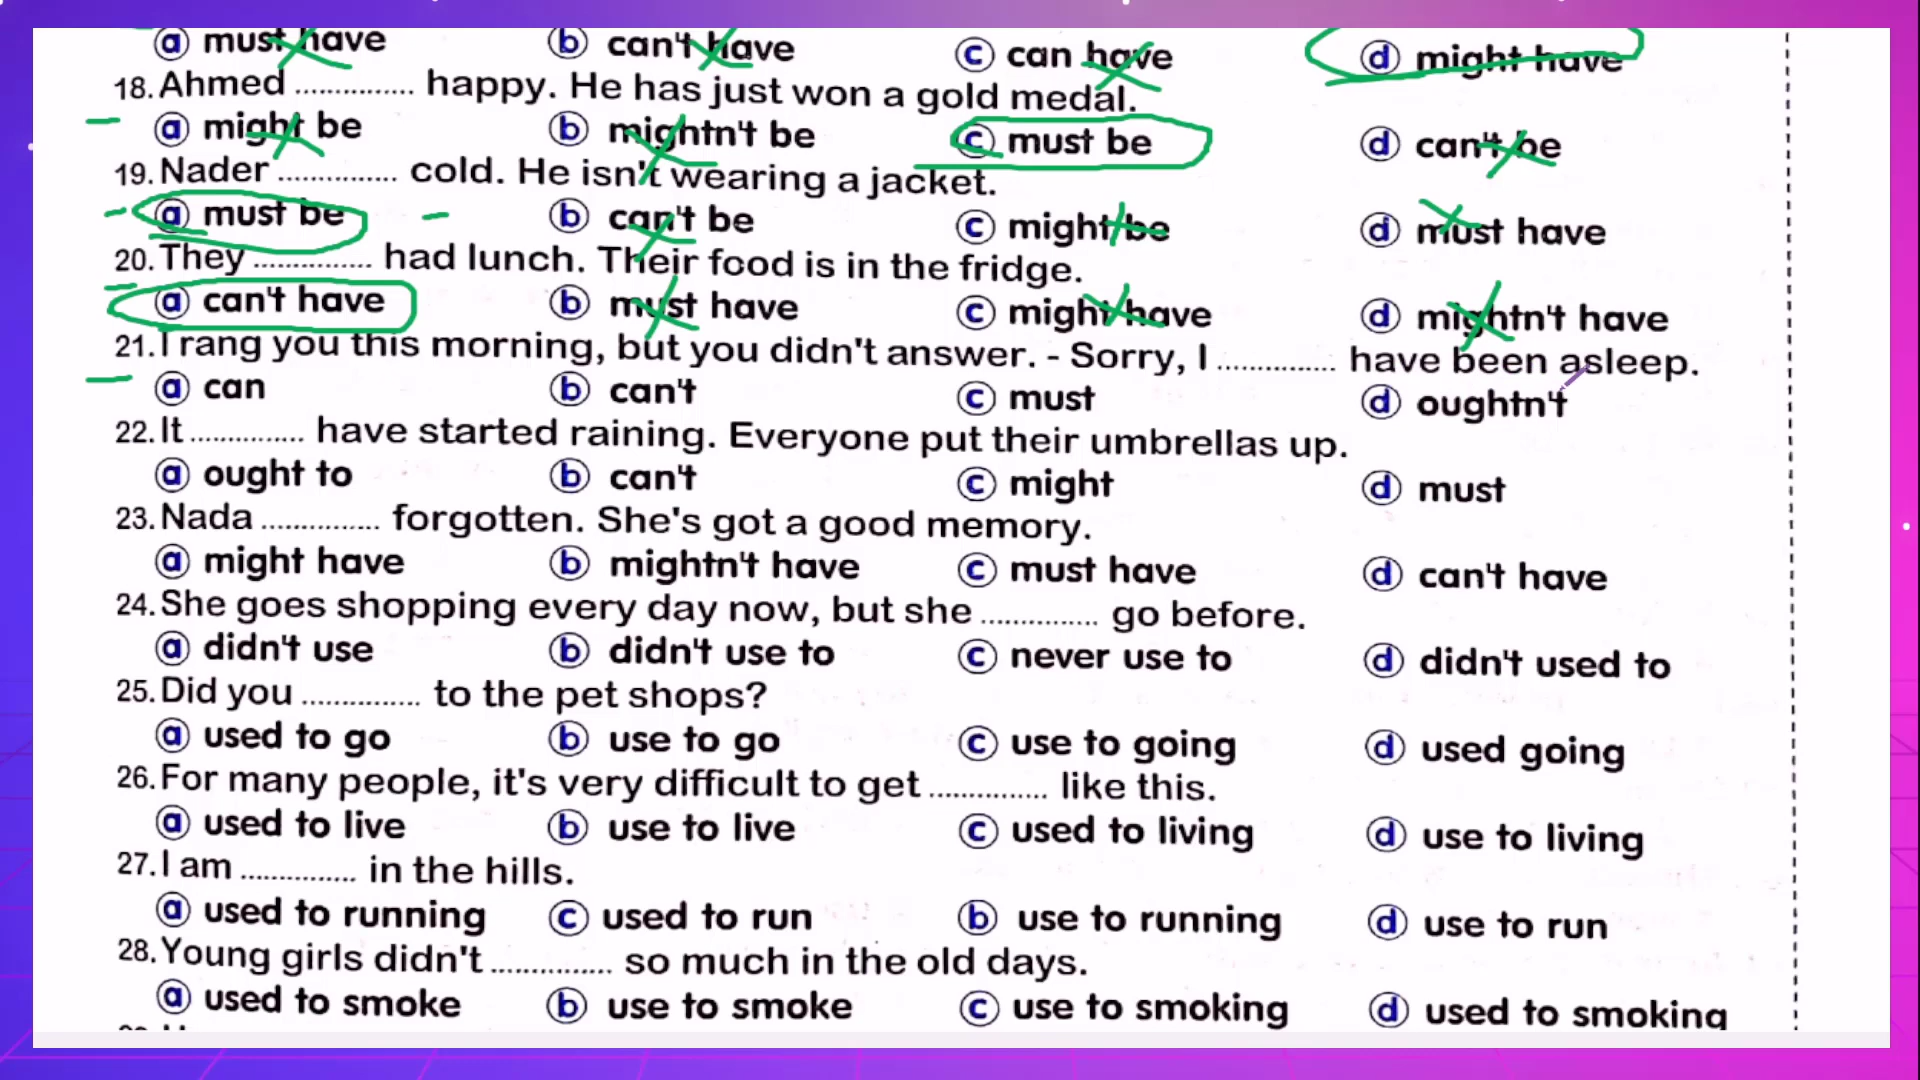 a must have b can't have c can have d might have
18. Ahmed .............. happy. He has just won a gold medal.
a might be b mightn't be c must be d can't be
19. Nader .............. cold. He isn't wearing a jacket.
a must be b can't be c might be d must have
20. They .............. had lunch. Their food is in the fridge.
a can't have b must have c might have d mightn't have
21. I rang you this morning, but you didn't answer. - Sorry, I .............. have been asleep.
a can b can't c must d oughtn't
22. It .............. have started raining. Everyone put their umbrellas up.
a ought to b can't c might d must
23. Nada .............. forgotten. She's got a good memory.
a might have b mightn't have c must have d can't have
24. She goes shopping every day now, but she .............. go before.
a didn't use b didn't use to c never use to d didn't used to
25. Did you .............. to the pet shops?
a used to go b use to go c use to going d used going
26. For many people, it's very difficult to get .............. like this.
a used to live b use to live c used to living d use to living
27. I am .............. in the hills.
a used to running c used to run b use to running d use to run
28. Young girls didn't .............. so much in the old days.
a used to smoke b use to smoke c use to smoking d used to smoking